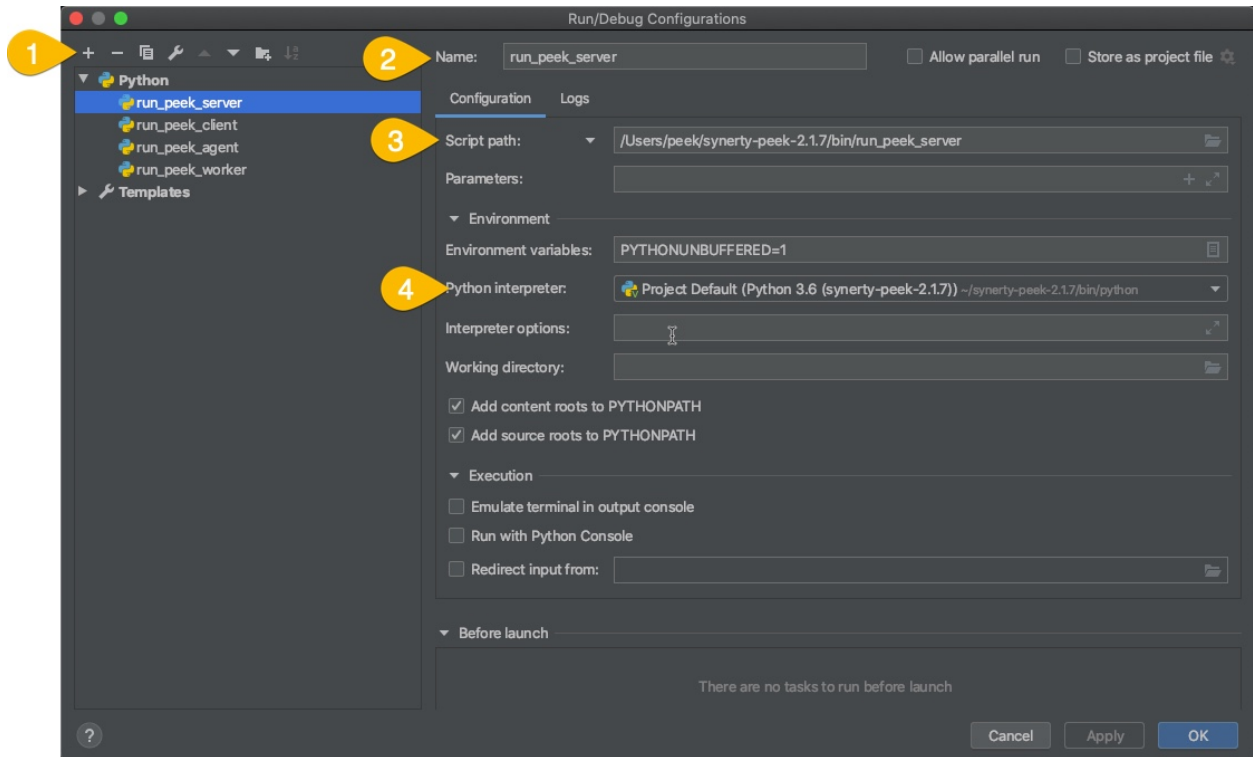 Run/Debug Configurations
1
2
Name: run_peek_server Allow parallel run Store as project file
Python
run_peek_server
run_peek_client
run_peek_agent
run_peek_worker
Templates
Configuration Logs
3
Script path: /Users/peek/synerty-peek-2.1.7/bin/run_peek_server
Parameters:
Environment
Environment variables: PYTHONUNBUFFERED=1
4
Python interpreter: Project Default (Python 3.6 (synerty-peek-2.1.7)) ~/synerty-peek-2.1.7/bin/python
Interpreter options:
Working directory:
Add content roots to PYTHONPATH
Add source roots to PYTHONPATH
Execution
Emulate terminal in output console
Run with Python Console
Redirect input from:
Before launch
There are no tasks to run before launch
? Cancel Apply OK